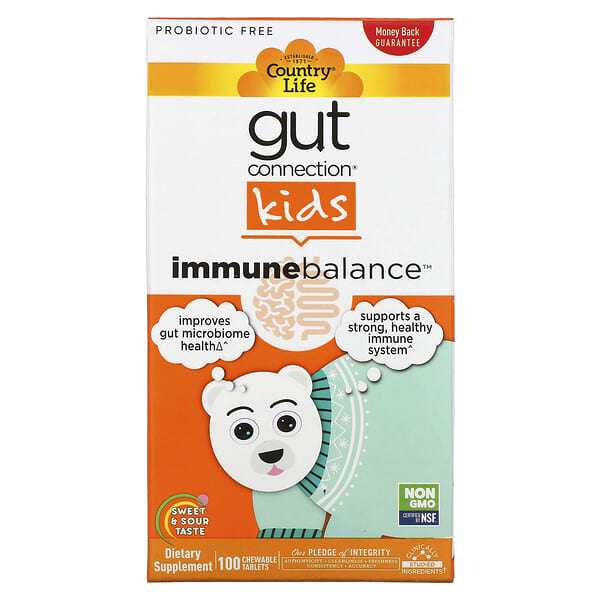 PROBIOTIC FREE
Money Back
GUARANTEE
ESTABLISHED
1971
Country®
Life
gut
connection®
kids
immunebalance™
improves
gut microbiome
healthΔ^
supports a
strong, healthy
immune
system^
SWEET
& SOUR
TASTE
NON
GMO
CERTIFIED BY NSF
Dietary
Supplement
100 CHEWABLE
TABLETS
Our PLEDGE of INTEGRITY
AUTHENTICITY • CLEANLINESS • FRESHNESS
CONSISTENCY • ACCURACY
CLINICALLY
STUDIED
INGREDIENTS†